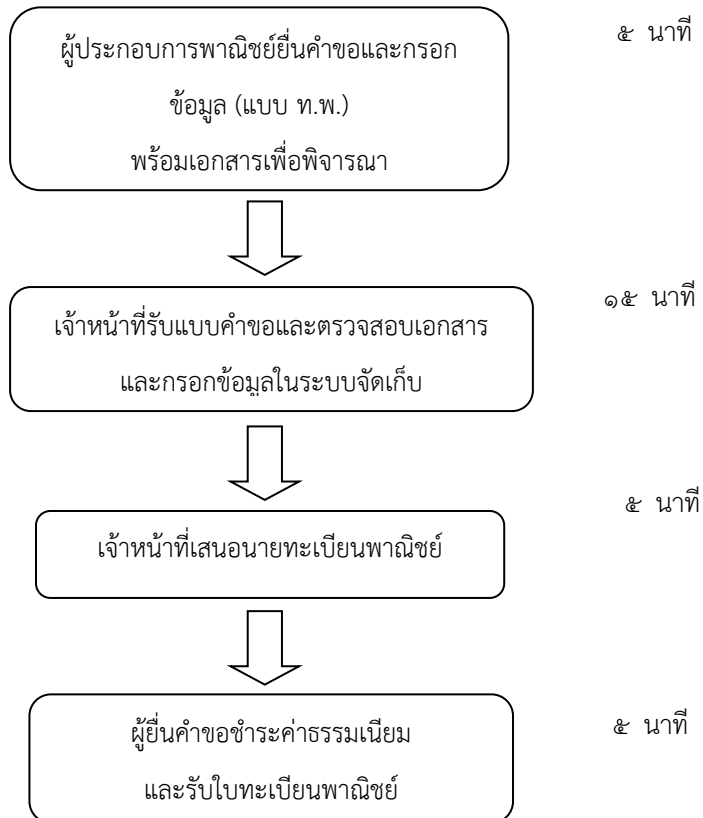 ผู้ประกอบการพาณิชย์ยื่นคำขอและกรอก
ข้อมูล (แบบ ท.พ.)
พร้อมเอกสารเพื่อพิจารณา
๕ นาที
เจ้าหน้าที่รับแบบคำขอและตรวจสอบเอกสาร
และกรอกข้อมูลในระบบจัดเก็บ
๑๕ นาที
เจ้าหน้าที่เสนอนายทะเบียนพาณิชย์
๕ นาที
ผู้ยื่นคำขอชำระค่าธรรมเนียม
และรับใบทะเบียนพาณิชย์
๕ นาที